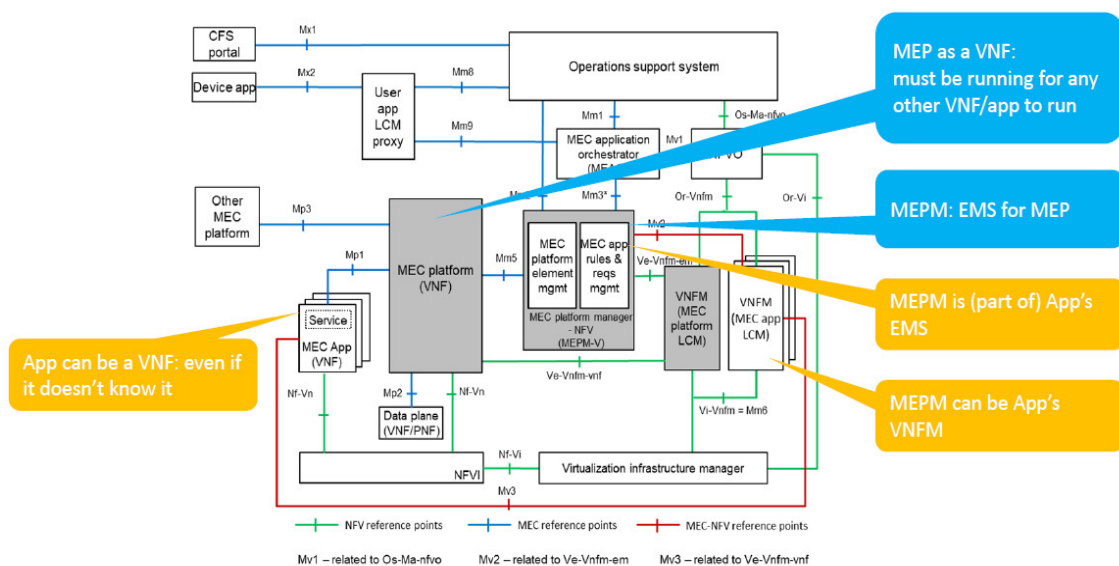 CFS
portal
Mx1
Operations support system
MEP as a VNF:
must be running for any
other VNF/app to run
Device app
Mx2
User
app
LCM
proxy
Mm8
Mm9
Mm1
Os-Ma-nfvo
MEC application
orchestrator
Mv1
Or-Vnfm
Or-Vi
Mm3*
Other
MEC
platform
Mp3
MEC platform
(VNF)
Mm5
MEC
platform
element
mgmt
MEC app
rules &
reqs
mgmt
MEC platform manager
- NFV
(MEPM-V)
Mv2
Ve-Vnfm-em
MEPM: EMS for MEP
Mp1
Service
MEC App
(VNF)
VNFM
(MEC
platform
LCM)
VNFM
(MEC app
LCM)
MEPM is (part of) App's
EMS
App can be a VNF: even if
it doesn't know it
Ve-Vnfm-vnf
Nf-Vn
Mp2
Nf-Vn
Data plane
(VNF/PNF)
Vi-Vnfm = Mm6
MEPM can be App's
VNFM
NFVI
Nf-Vi
Virtualization infrastructure manager
Mv3
NFV reference points
MEC reference points
MEC-NFV reference points
Mv1 – related to Os-Ma-nfvo
Mv2 – related to Ve-Vnfm-em
Mv3 – related to Ve-Vnfm-vnf